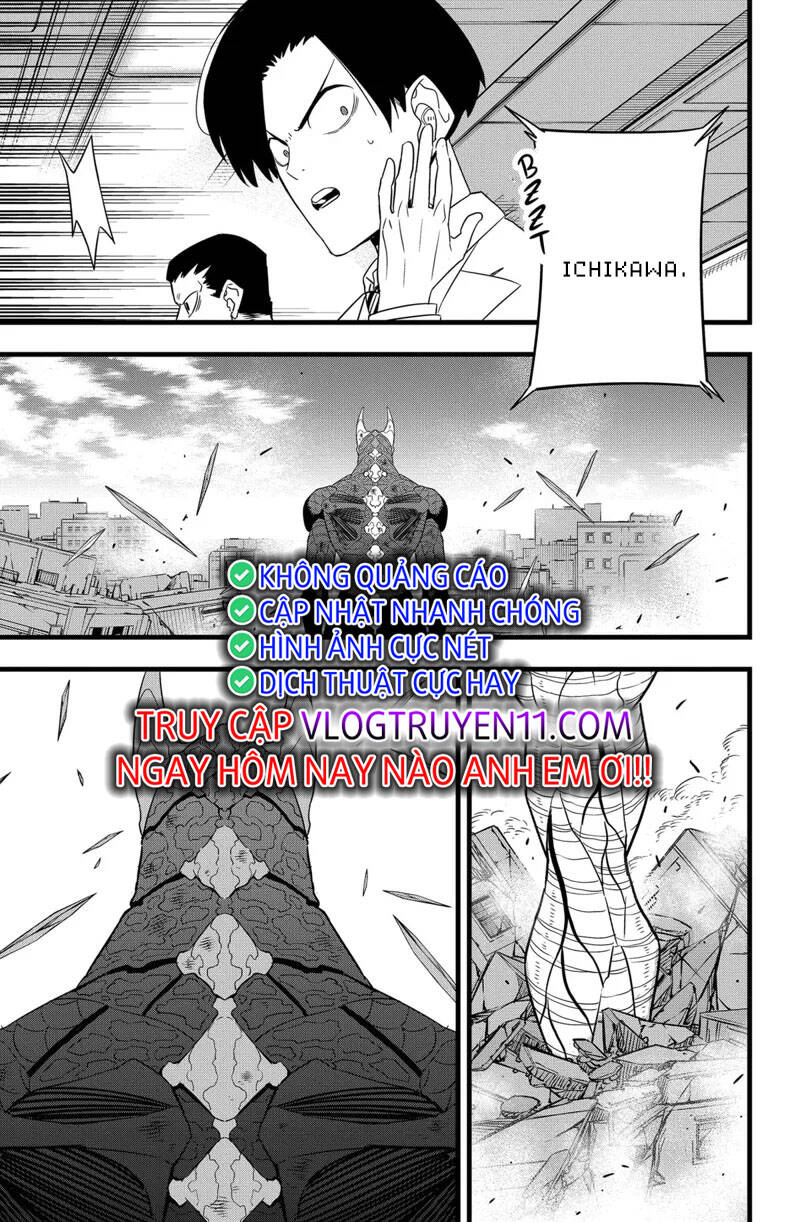 BZZT
ICHIKAWA.
KHÔNG QUẢNG CÁO
CẬP NHẬT NHANH CHÓNG
HÌNH ẢNH CỰC NÉT
DỊCH THUẬT CỰC HAY
TRUY CẬP VLOGTRUYEN11.COM
NGAY HÔM NAY NÀO ANH EM ƠI!!